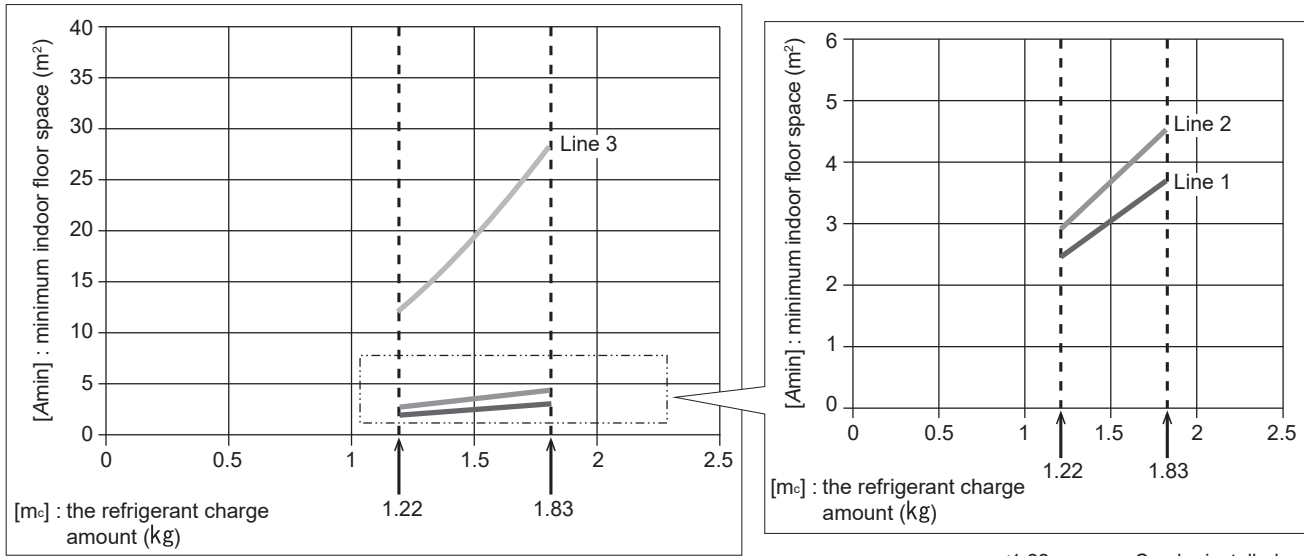 [Amin] : minimum indoor floor space (m²)
40
35
30
25
20
15
10
5
0
Line 3
0 0.5 1 1.5 2 2.5
1.22 1.83
[mc] : the refrigerant charge
amount (kg)
[Amin] : minimum indoor floor space (m²)
6
5
4
3
2
1
0
Line 2
Line 1
0 0.5 1 1.5 2 2.5
1.22 1.83
[mc] : the refrigerant charge
amount (kg)